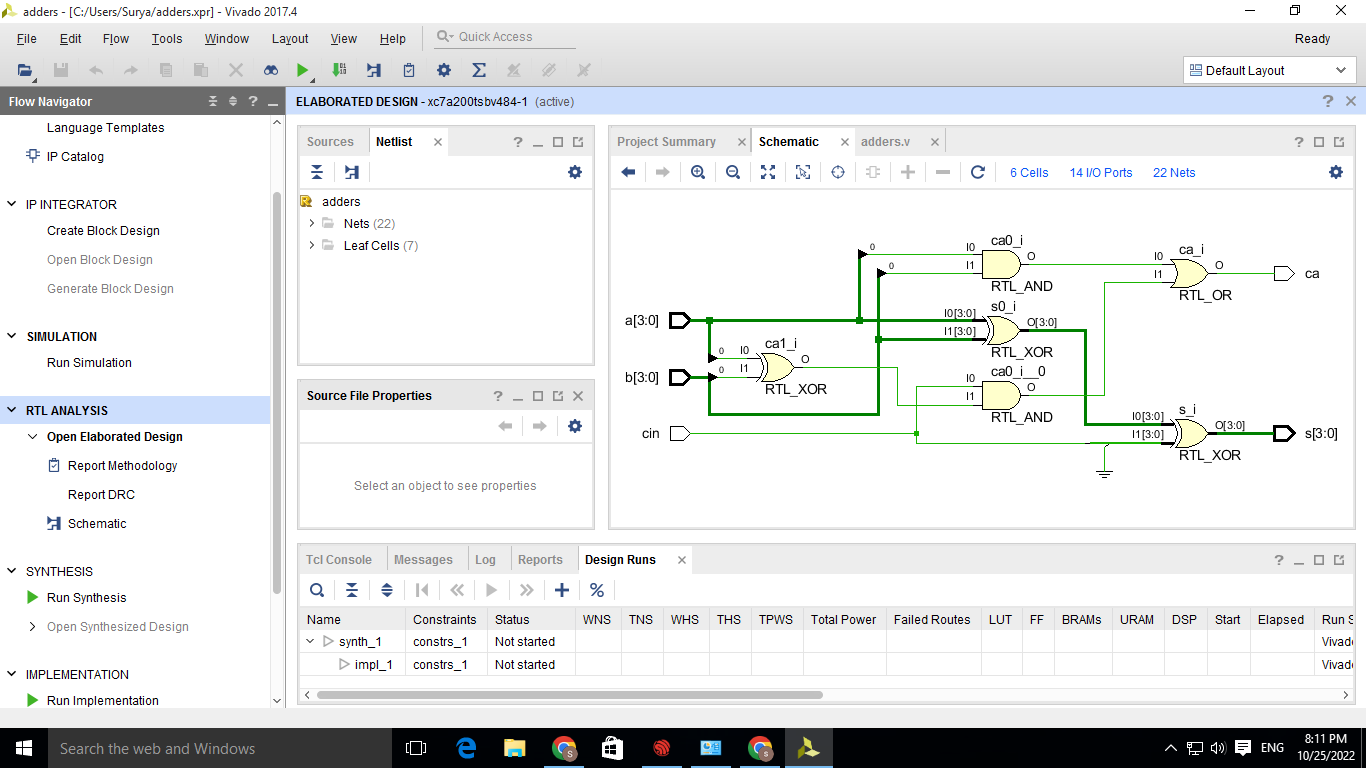 adders - [C:/Users/Surya/adders.xpr] - Vivado 2017.4
File Edit Flow Tools Window Layout View Help
Quick Access
Ready
Default Layout
Flow Navigator
Language Templates
IP Catalog
IP INTEGRATOR
Create Block Design
Open Block Design
Generate Block Design
SIMULATION
Run Simulation
RTL ANALYSIS
Open Elaborated Design
Report Methodology
Report DRC
Schematic
SYNTHESIS
Run Synthesis
Open Synthesized Design
IMPLEMENTATION
Run Implementation
ELABORATED DESIGN - xc7a200tsbv484-1 (active)
Sources Netlist
adders
Nets (22)
Leaf Cells (7)
Source File Properties
Select an object to see properties
Project Summary Schematic adders.v
6 Cells 14 I/O Ports 22 Nets
ca0_i
0 I0
O
0 I1
RTL_AND
ca_i
I0
O
I1
RTL_OR
ca
a[3:0]
s0_i
I0[3:0]
O[3:0]
I1[3:0]
RTL_XOR
ca1_i
0 I0
O
0 I1
RTL_XOR
b[3:0]
ca0_i__0
I0
O
I1
RTL_AND
cin
s_i
I0[3:0]
O[3:0]
I1[3:0]
RTL_XOR
s[3:0]
Tcl Console Messages Log Reports Design Runs
Name Constraints Status WNS TNS WHS THS TPWS Total Power Failed Routes LUT FF BRAMs URAM DSP Start Elapsed Run S
synth_1 constrs_1 Not started Vivad
impl_1 constrs_1 Not started Vivad
Search the web and Windows
ENG
8:11 PM
10/25/2022